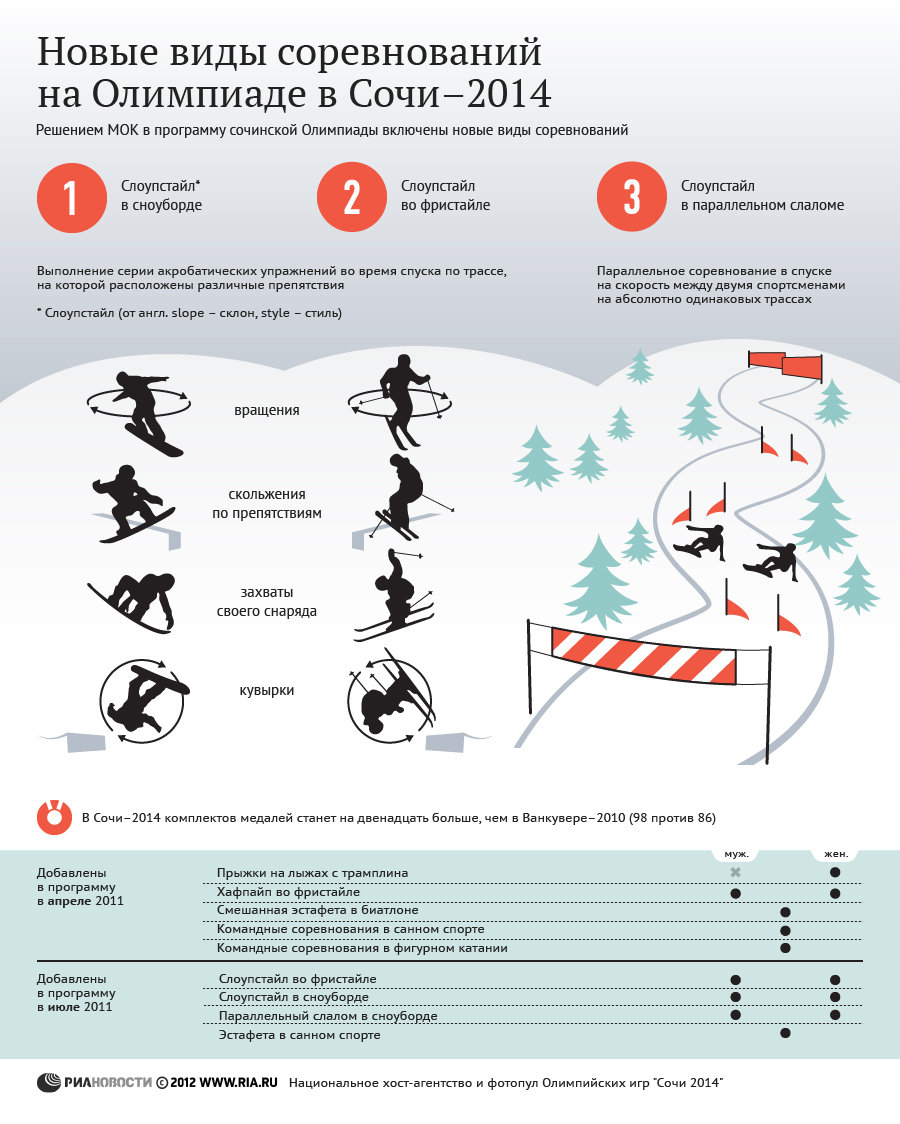 Новые виды соревнований
на Олимпиаде в Сочи–2014
Решением МОК в программу сочинской Олимпиады включены новые виды соревнований
1
Слоупстайл*
в сноуборде
2
Слоупстайл
во фристайле
3
Слоупстайл
в параллельном слаломе
Выполнение серии акробатических упражнений во время спуска по трассе,
на которой расположены различные препятствия
* Слоупстайл (от англ. slope – склон, style – стиль)
Параллельное соревнование в спуске
на скорость между двумя спортсменами
на абсолютно одинаковых трассах
вращения
скольжения
по препятствиям
захваты
своего снаряда
кувырки
В Сочи–2014 комплектов медалей станет на двенадцать больше, чем в Ванкувере–2010 (98 против 86)
муж. жен.
Добавлены
в программу
в апреле 2011
Прыжки на лыжах с трамплина
Хафпайп во фристайле
Смешанная эстафета в биатлоне
Командные соревнования в санном спорте
Командные соревнования в фигурном катании
Добавлены
в программу
в июле 2011
Слоупстайл во фристайле
Слоупстайл в сноуборде
Параллельный слалом в сноуборде
Эстафета в санном спорте
РИАНОВОСТИ © 2012 WWW.RIA.RU Национальное хост-агентство и фотопул Олимпийских игр "Сочи 2014"